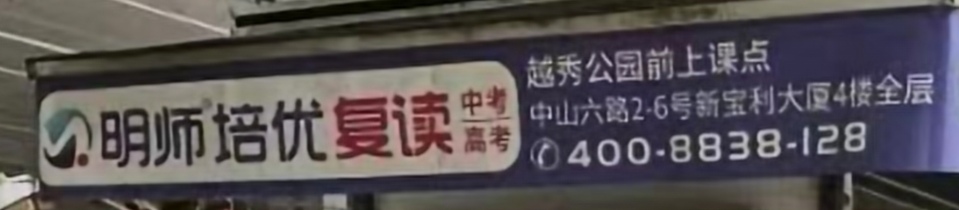 明师培优复读
中考
高考
越秀公园前上课点
中山六路2-6号新宝利大厦4楼全层
400-8838-128